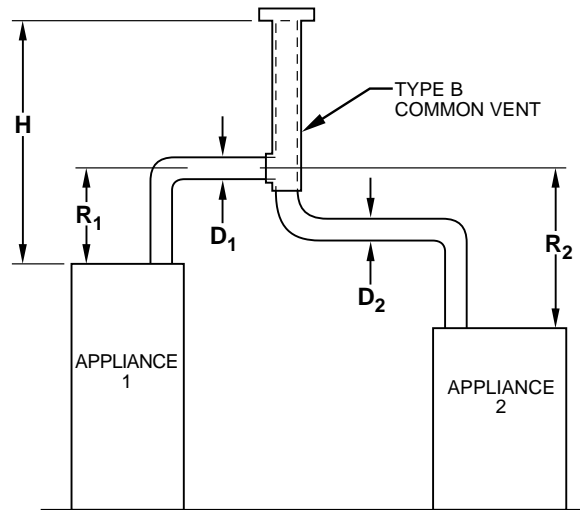 TYPE B
COMMON VENT
H
R1
D1
R2
D2
APPLIANCE
1
APPLIANCE
2